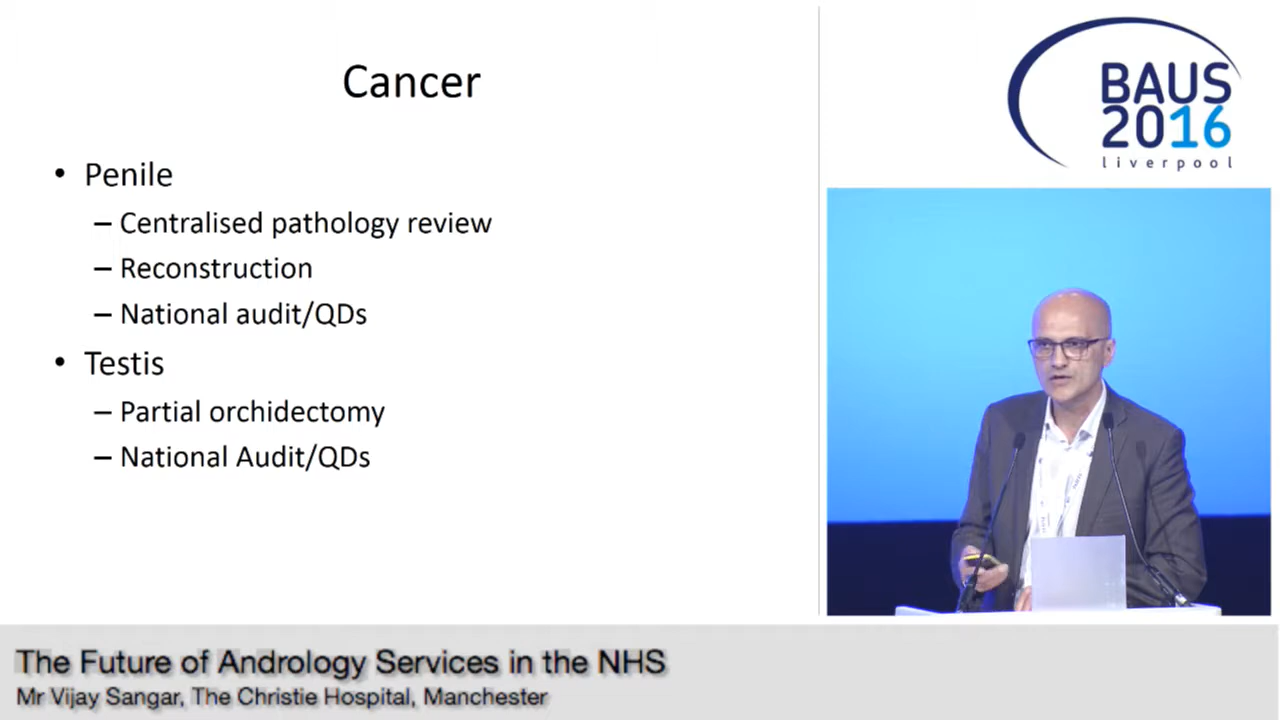 Cancer
• Penile
– Centralised pathology review
– Reconstruction
– National audit/QDs
• Testis
– Partial orchidectomy
– National Audit/QDs
BAUS
2016
liverpool
The Future of Andrology Services in the NHS
Mr Vijay Sangar, The Christie Hospital, Manchester